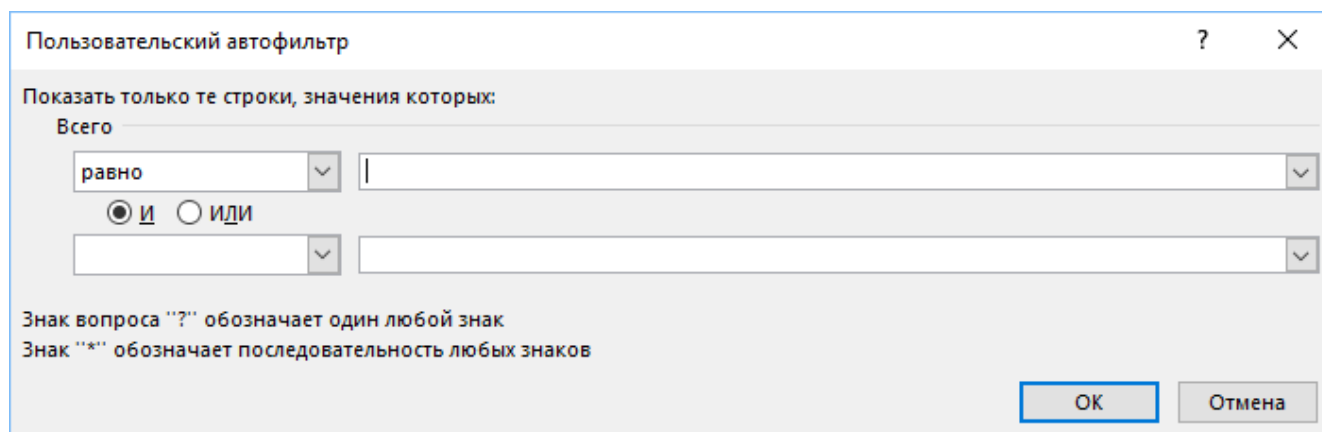 Пользовательский автофильтр ?
Показать только те строки, значения которых:
Всего
равно
И ИЛИ
Знак вопроса "?" обозначает один любой знак
Знак "*" обозначает последовательность любых знаков
ОК Отмена